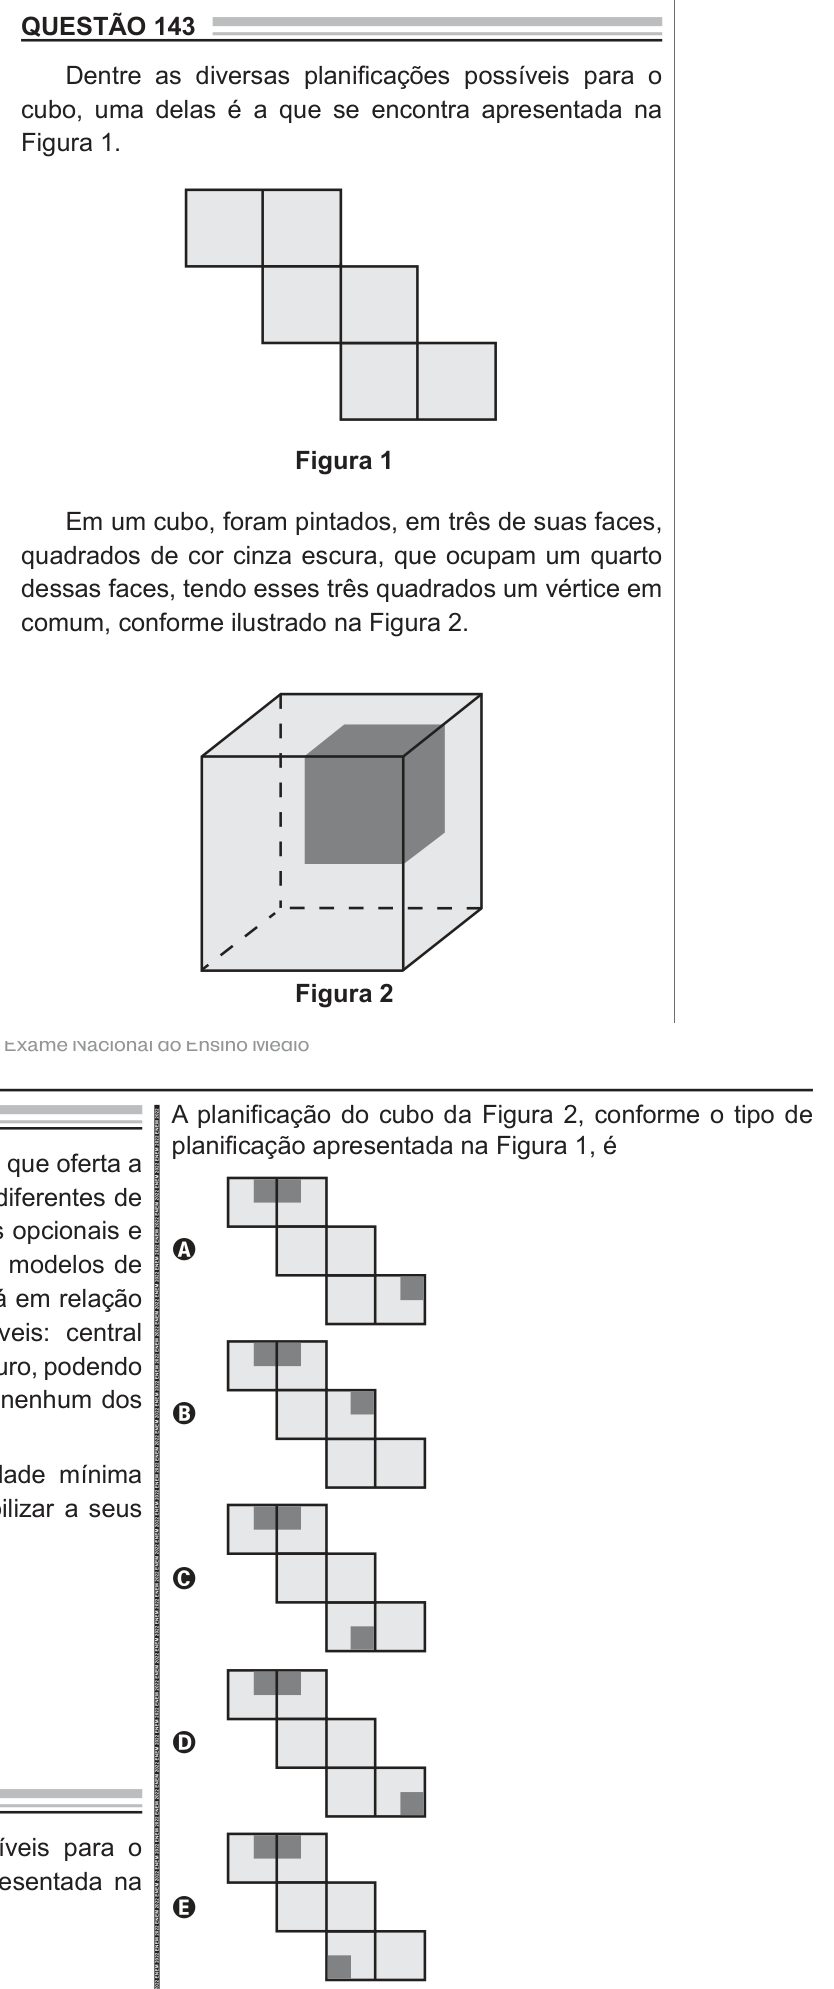 QUESTÃO 143
Dentre as diversas planificações possíveis para o
cubo, uma delas é a que se encontra apresentada na
Figura 1.
Figura 1
Em um cubo, foram pintados, em três de suas faces,
quadrados de cor cinza escura, que ocupam um quarto
dessas faces, tendo esses três quadrados um vértice em
comum, conforme ilustrado na Figura 2.
Figura 2
Exame Nacional do Ensino Médio
que oferta a
diferentes de
s opcionais e
modelos de
á em relação
veis: central
uro, podendo
nenhum dos
dade mínima
bilizar a seus
íveis para o
esentada na
A planificação do cubo da Figura 2, conforme o tipo de
planificação apresentada na Figura 1, é
A
B
C
D
E